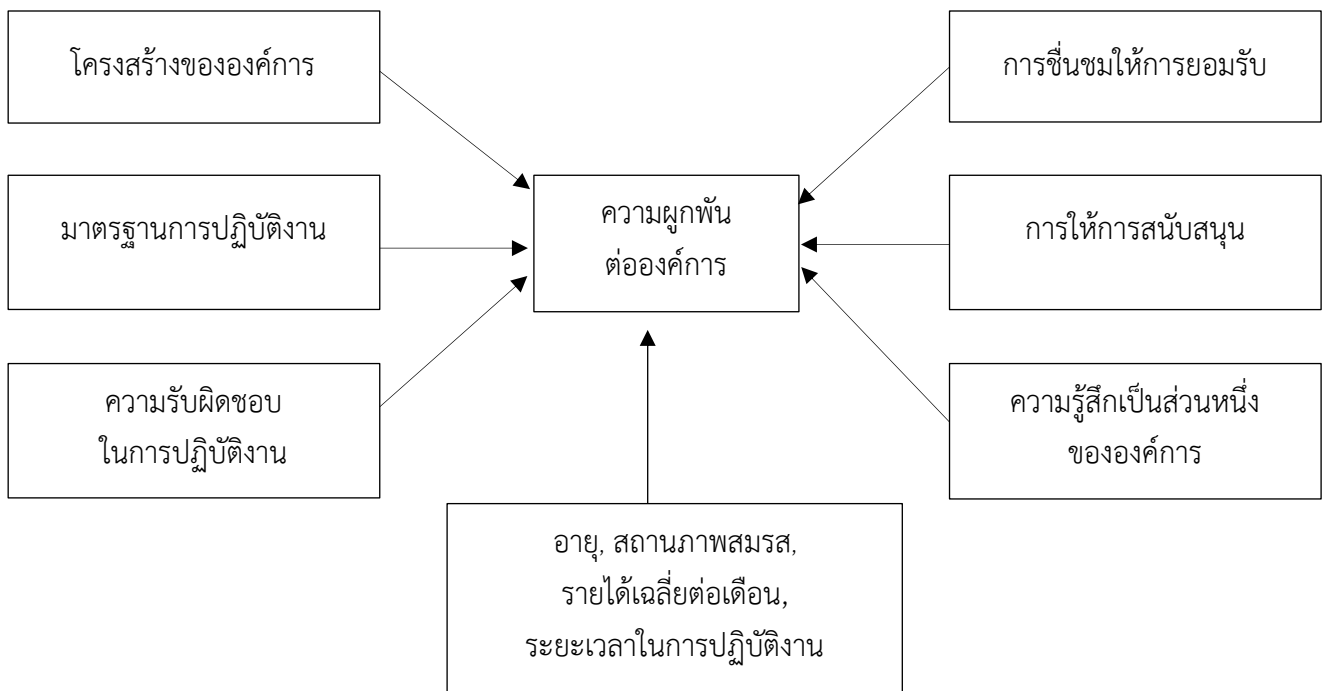 โครงสร้างขององค์การ
การชื่นชมให้การยอมรับ
มาตรฐานการปฏิบัติงาน
ความผูกพัน
ต่อองค์การ
การให้การสนับสนุน
ความรับผิดชอบ
ในการปฏิบัติงาน
ความรู้สึกเป็นส่วนหนึ่ง
ขององค์การ
อายุ, สถานภาพสมรส,
รายได้เฉลี่ยต่อเดือน,
ระยะเวลาในการปฏิบัติงาน